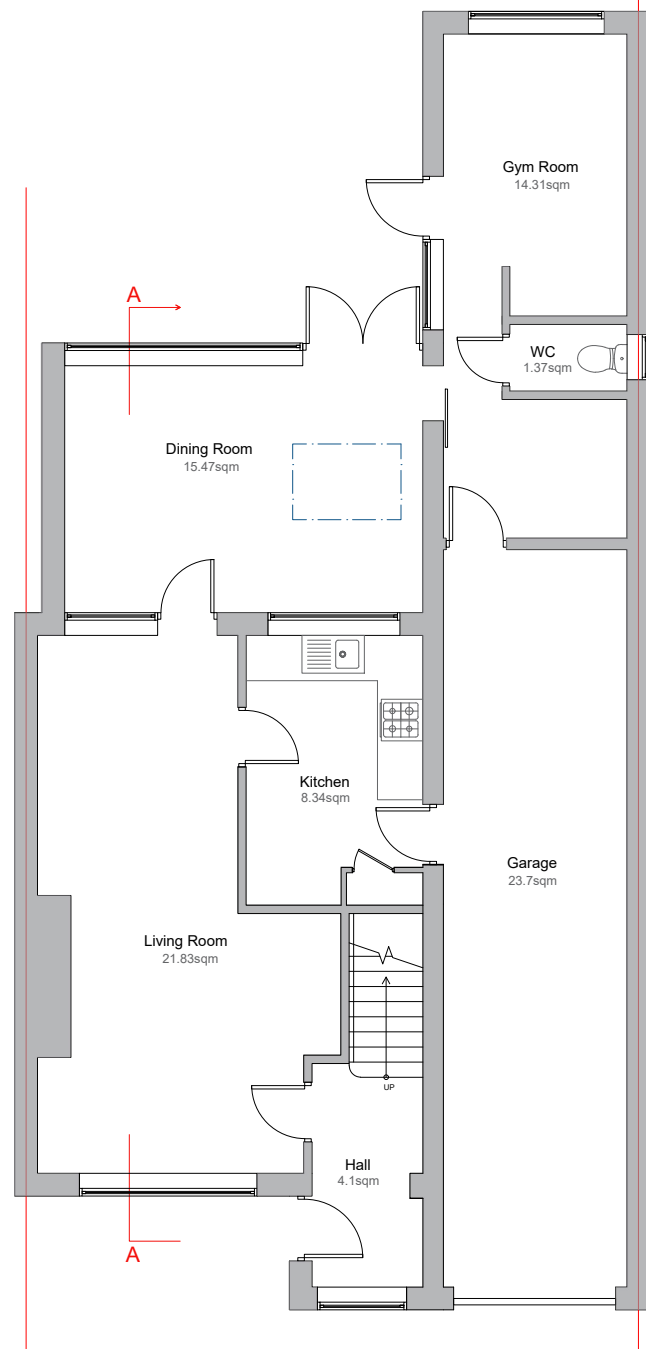 Gym Room
14.31sqm
A
WC
1.37sqm
Dining Room
15.47sqm
Kitchen
8.34sqm
Garage
23.7sqm
Living Room
21.83sqm
UP
Hall
4.1sqm
A